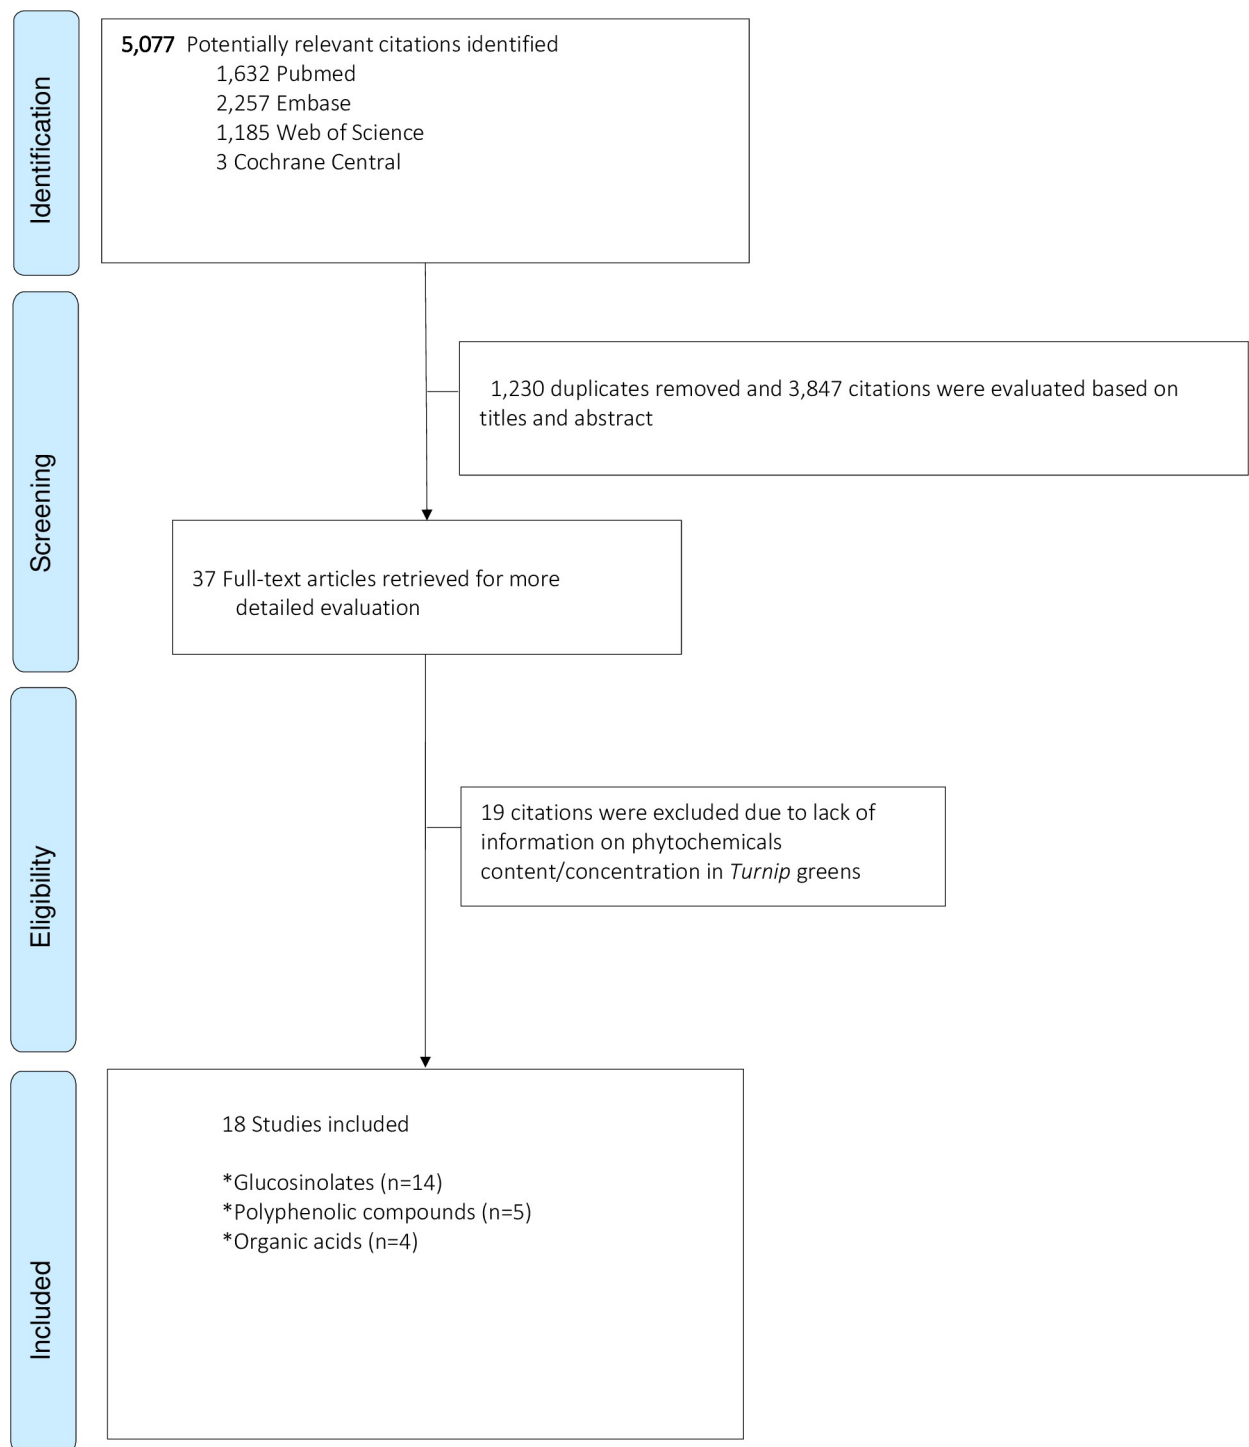 Identification
5,077 Potentially relevant citations identified
1,632 Pubmed
2,257 Embase
1,185 Web of Science
3 Cochrane Central
Screening
1,230 duplicates removed and 3,847 citations were evaluated based on
titles and abstract
37 Full-text articles retrieved for more
detailed evaluation
Eligibility
19 citations were excluded due to lack of
information on phytochemicals
content/concentration in Turnip greens
Included
18 Studies included
*Glucosinolates (n=14)
*Polyphenolic compounds (n=5)
*Organic acids (n=4)